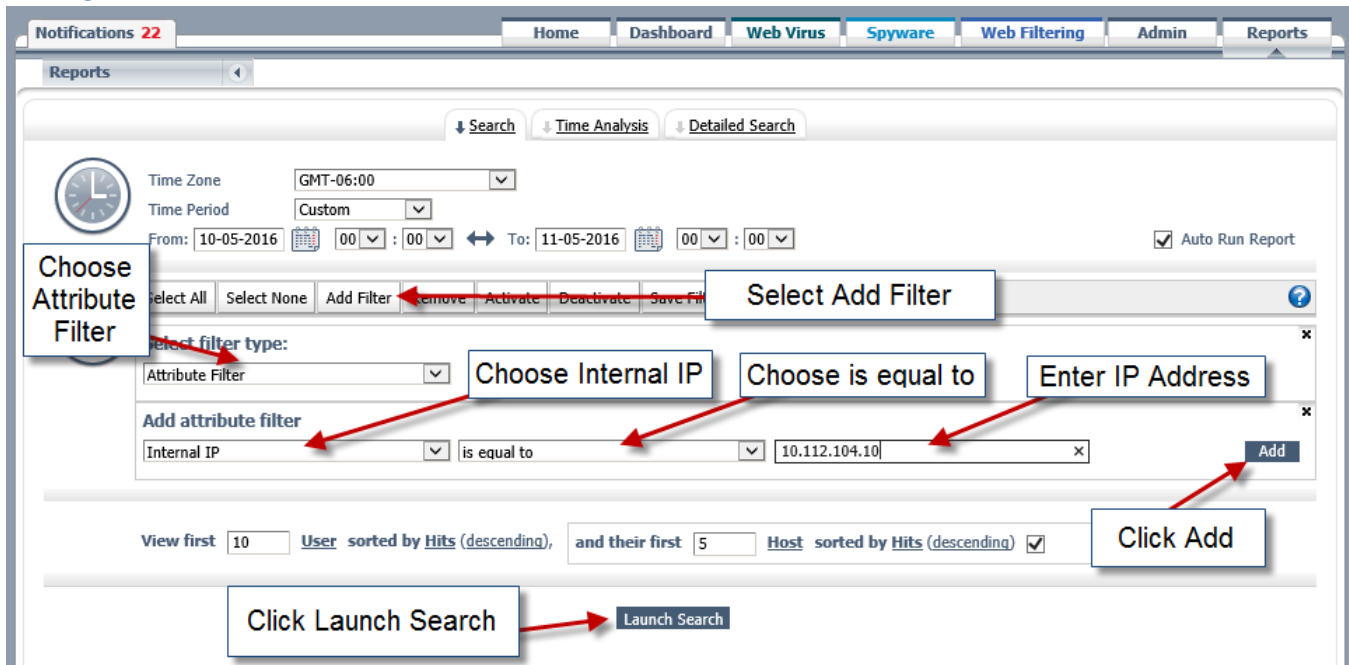 Notifications 22
Home Dashboard Web Virus Spyware Web Filtering Admin Reports
Reports
Search Time Analysis Detailed Search
Time Zone GMT-06:00
Time Period Custom
From: 10-05-2016 00 : 00 To: 11-05-2016 00 : 00 Auto Run Report
Choose Attribute Filter
Select All Select None Add Filter Remove Activate Deactivate
Select Add Filter
Select filter type:
Attribute Filter
Choose Internal IP
Choose is equal to
Enter IP Address
Add attribute filter
Internal IP is equal to 10.112.104.10 Add
View first 10 User sorted by Hits (descending), and their first 5 Host sorted by Hits (descending)
Click Add
Click Launch Search
Launch Search